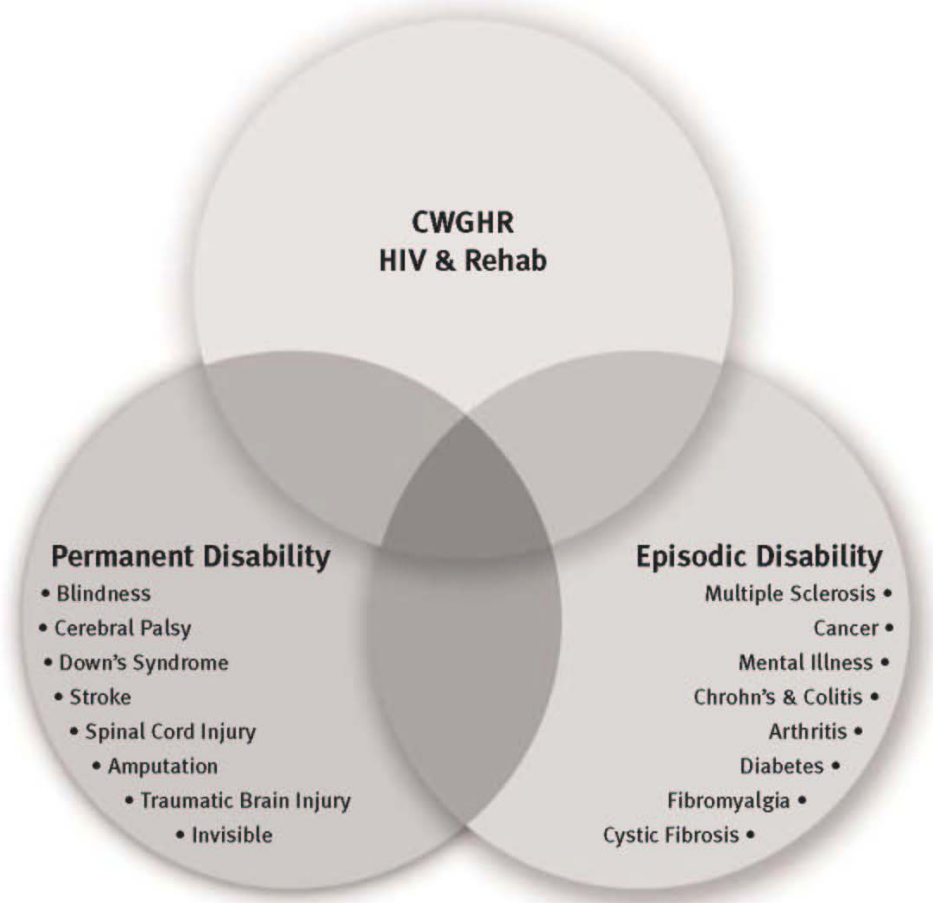 CWGHR
HIV & Rehab
Permanent Disability
• Blindness
• Cerebral Palsy
• Down's Syndrome
• Stroke
• Spinal Cord Injury
• Amputation
• Traumatic Brain Injury
• Invisible
Episodic Disability
Multiple Sclerosis •
Cancer •
Mental Illness •
Chrohn's & Colitis •
Arthritis •
Diabetes •
Fibromyalgia •
Cystic Fibrosis •